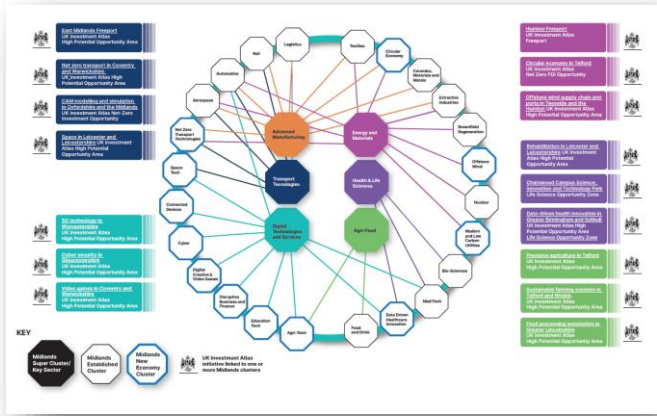 East Midlands Freeport
UK Investment Atlas
High Potential Opportunity Area
Net zero transport in Coventry
and Warwickshire
UK Investment Atlas High
Potential Opportunity Area
CAM modelling and simulation
in Oxfordshire and the Midlands
UK Investment Atlas Net-Zero
Investment Opportunity
Space in Leicester and
Leicestershire UK Investment
Atlas High Potential
Opportunity Area
5G technology in
Worcestershire
UK Investment Atlas
High Potential Opportunity Area
Cyber security in
Gloucestershire
UK Investment Atlas
High Potential Opportunity Area
Video games in Coventry and
Warwickshire
UK Investment Atlas
High Potential Opportunity Area
Logistics
Textiles
Rail
Circular
Economy
Automotive
Ceramics,
Materials and
Metals
Aerospace
Extractive
Industries
Net Zero
Transport
Technologies
Advanced
Manufacturing
Energy and
Materials
Brownfield
Regeneration
Space
Tech
Transport
Tecnologies
Health & Life
Sciences
Offshore
Wind
Connected
Devices
Nuclear
Cyber
Digital
Technologies
and Services
Agri-Food
Modern
and Low
Carbon
Utilities
Digital
Creative &
Video Games
Bio-Sciences
Disruptive
Business and
Finance
Med-Tech
Education
Tech
Agri-Tech
Food
and Drink
Data Driven
Healthcare
Innovation
Humber Freeport
UK Investment Atlas
Freeport
Circular economy in Telford
UK Investment Atlas
Net Zero FDI Opportunity
Offshore wind supply chain and
ports in Teesside and the
Humber UK Investment Atlas
High Potential Opportunity Area
Rehabilitation in Leicester and
Leicestershire UK Investment
Atlas High Potential
Opportunity Area
Charnwood Campus Science,
Innovation and Technology Park
Life Science Opportunity Zone
Data-driven health innovation in
Greater Birmingham and Solihull
UK Investment Atlas High
Potential Opportunity Area
Life Science Opportunity Zone
Precision agriculture in Telford
UK Investment Atlas
High Potential Opportunity Area
Sustainable farming systems in
Telford and Wrekin
UK Investment Atlas
High Potential Opportunity Area
Food processing automation in
Greater Lincolnshire
UK Investment Atlas
High Potential Opportunity Area
KEY
Midlands
Super Cluster/
Key Sector
Midlands
Established
Cluster
Midlands
New
Economy
Cluster
UK Investment Atlas
initiative linked to one or
more Midlands clusters